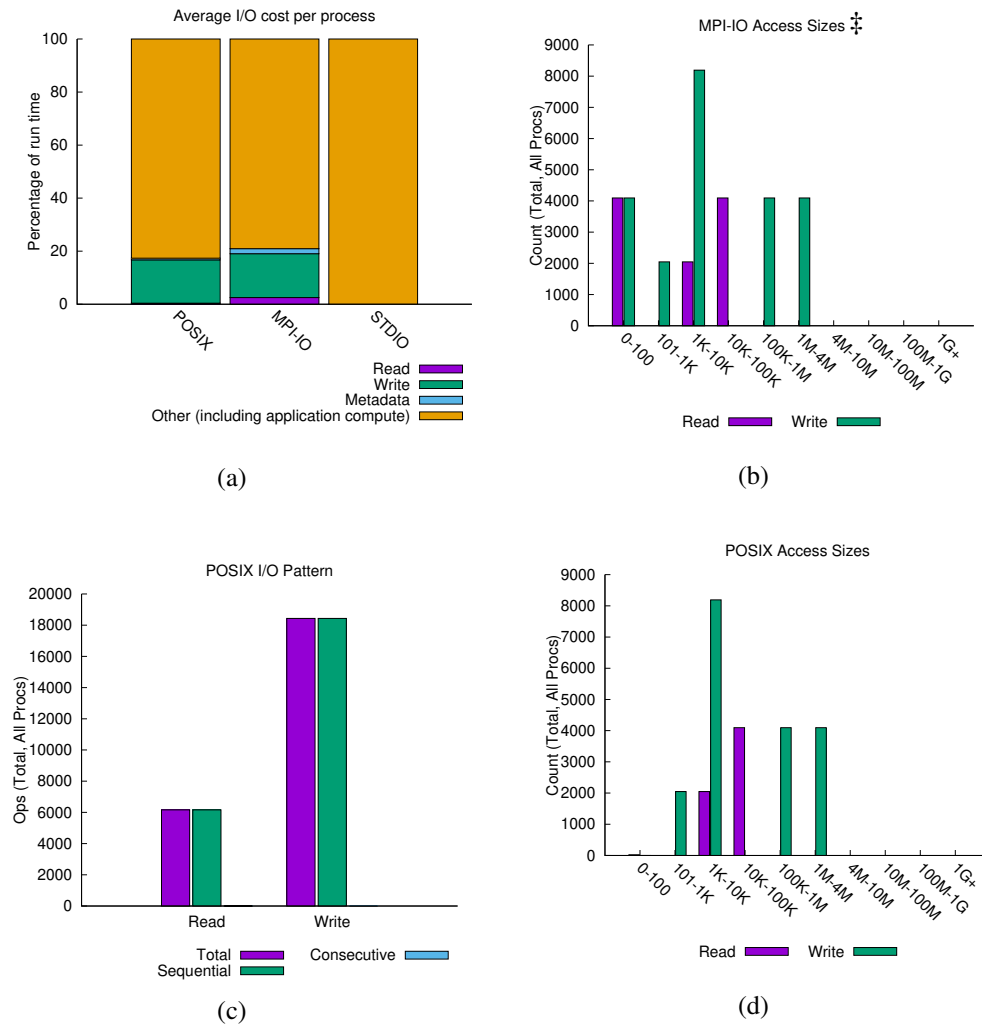 Average I/O cost per process
100
80
60
40
20
0
Percentage of run time
POSIX
MPI-IO
STDIO
Read
Write
Metadata
Other (including application compute)
(a)
MPI-IO Access Sizes ‡
9000
8000
7000
6000
5000
4000
3000
2000
1000
0
Count (Total, All Procs)
0-100
101-1K
1K-10K
10K-100K
100K-1M
1M-4M
4M-10M
10M-100M
100M-1G
1G+
Read Write
(b)
POSIX I/O Pattern
20000
18000
16000
14000
12000
10000
8000
6000
4000
2000
0
Ops (Total, All Procs)
Read Write
Total Consecutive
Sequential
(c)
POSIX Access Sizes
9000
8000
7000
6000
5000
4000
3000
2000
1000
0
Count (Total, All Procs)
0-100
101-1K
1K-10K
10K-100K
100K-1M
1M-4M
4M-10M
10M-100M
100M-1G
1G+
Read Write
(d)